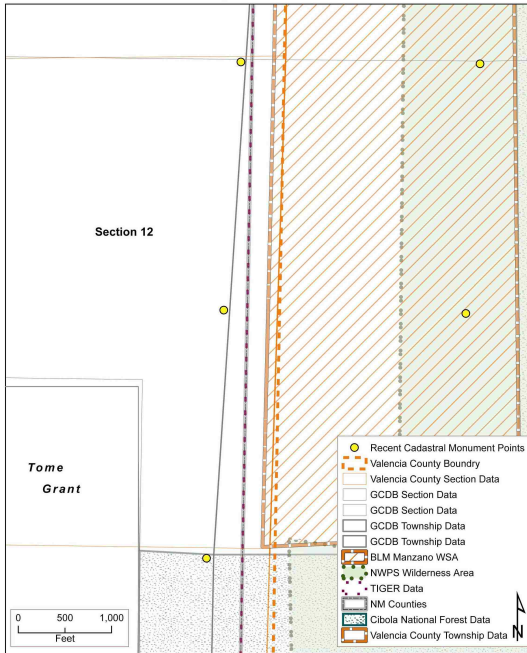 Section 12
Tome
Grant
Recent Cadastral Monument Points
Valencia County Boundry
Valencia County Section Data
GCDB Section Data
GCDB Section Data
GCDB Township Data
GCDB Township Data
BLM Manzano WSA
NWPS Wilderness Area
TIGER Data
NM Counties
Cibola National Forest Data
Valencia County Township Data
0 500 1,000
Feet
N